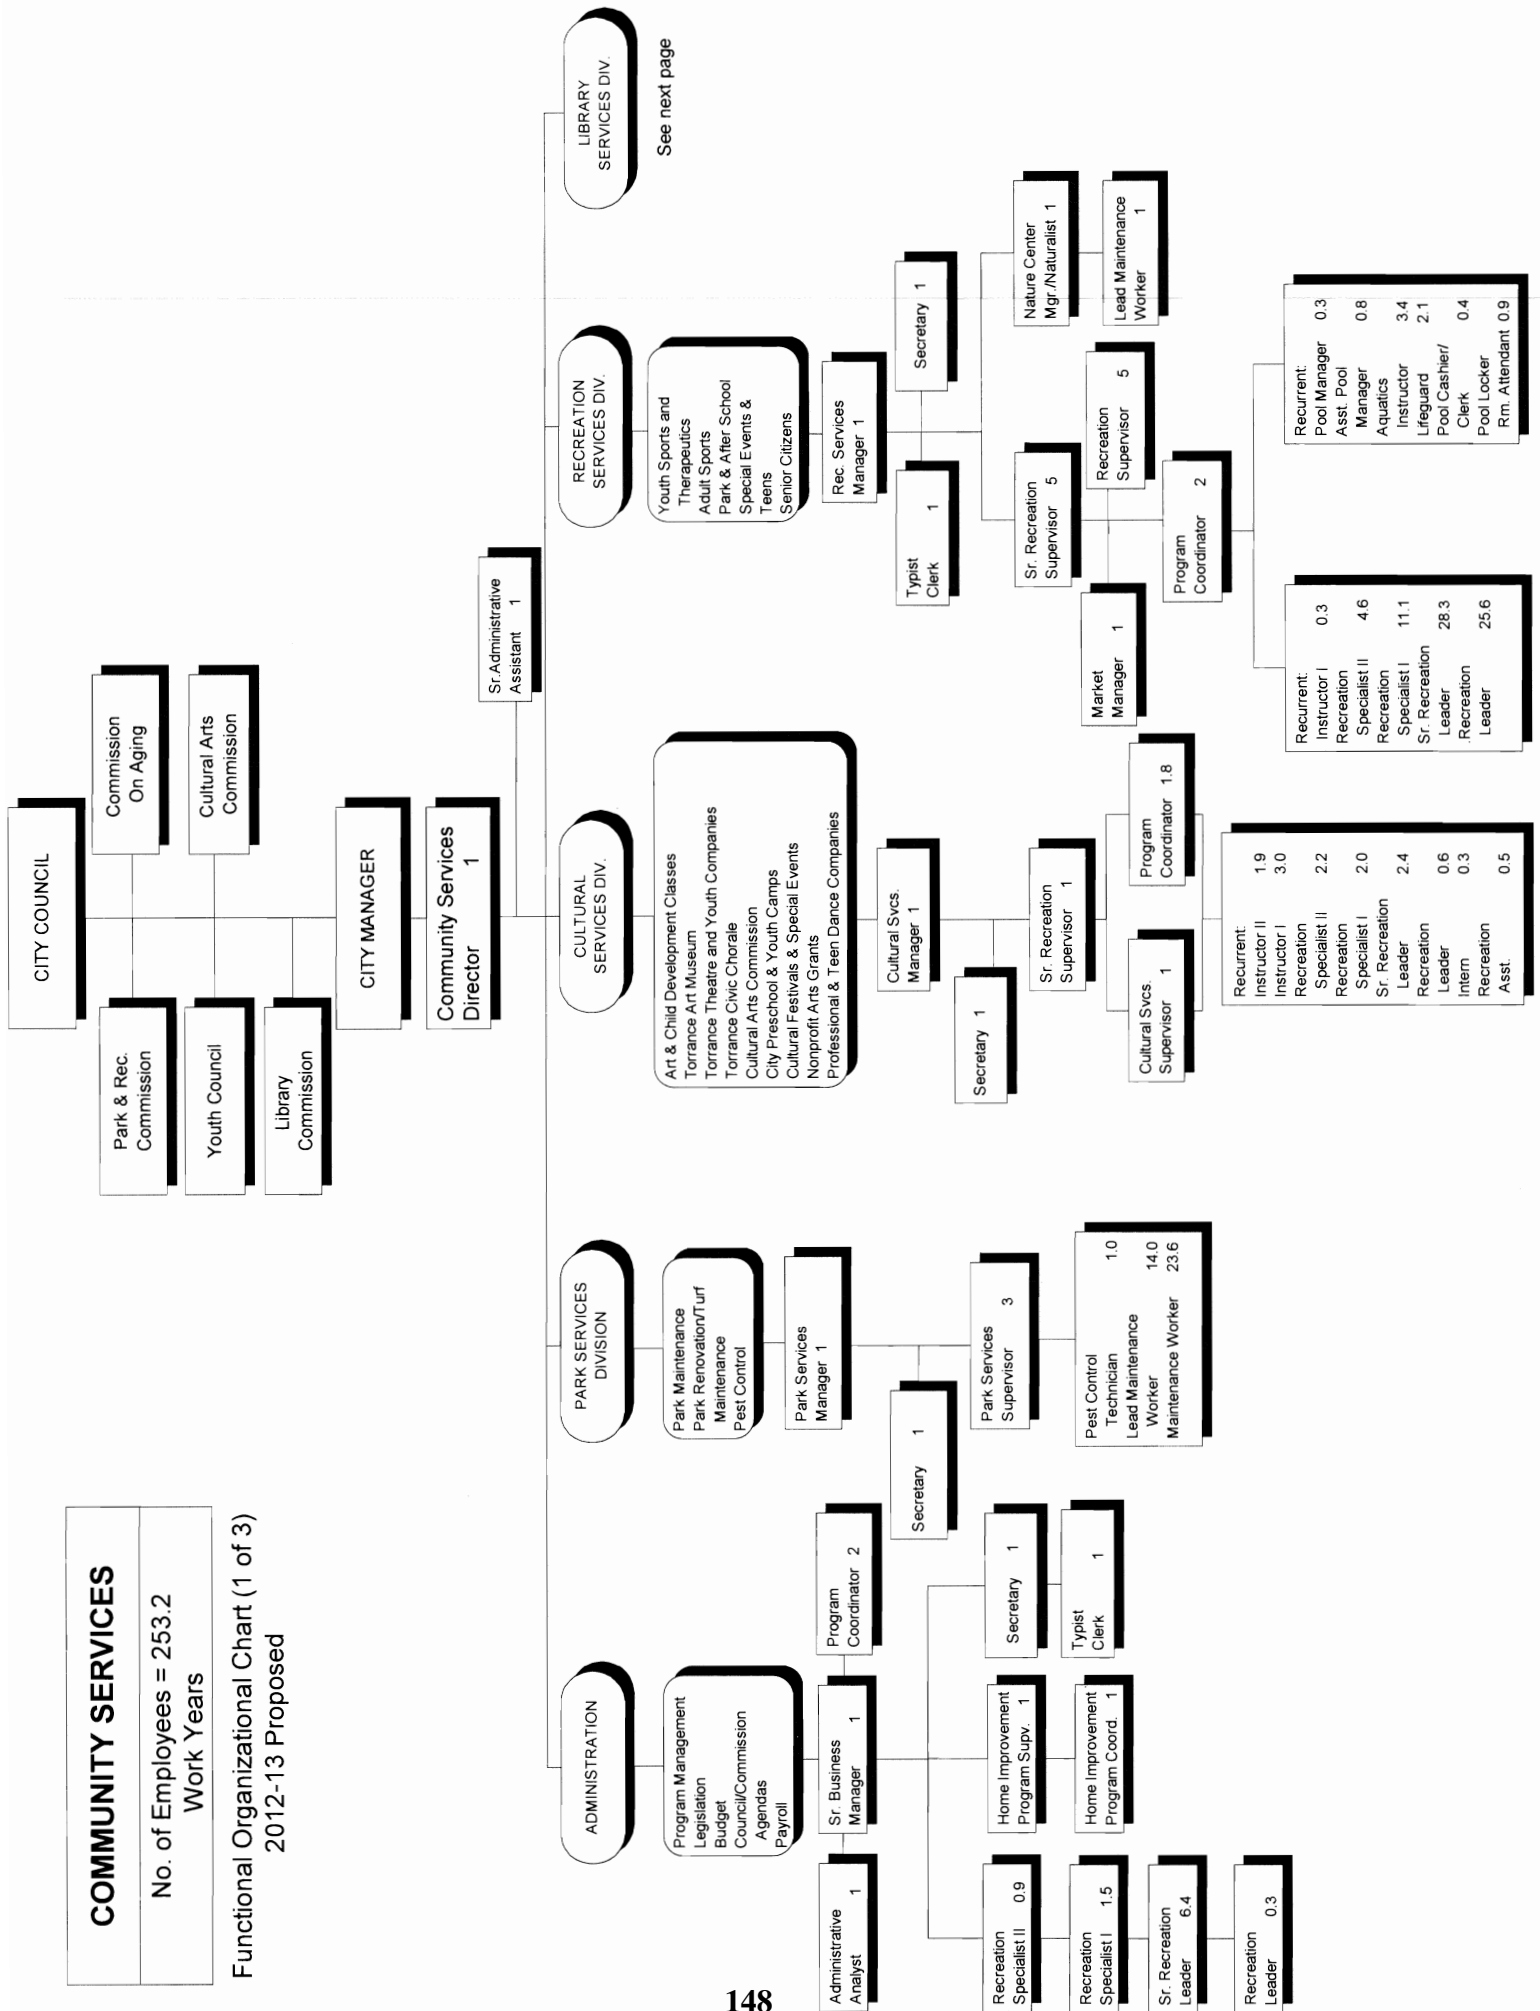 COMMUNITY SERVICES
No. of Employees = 253.2
Work Years
Functional Organizational Chart (1 of 3)
2012-13 Proposed
CITY COUNCIL
Park & Rec.
Commission
Commission
On Aging
Youth Council
Cultural Arts
Commission
Library
Commission
CITY MANAGER
Community Services
Director 1
Sr.Administrative
Assistant 1
ADMINISTRATION
Program Management
Legislation
Budget
Council/Commission
Agendas
Payroll
Sr. Business
Manager 1
Administrative
Analyst 1
Program
Coordinator 2
Recreation
Specialist II 0.9
Recreation
Specialist I 1.5
Sr. Recreation
Leader 6.4
Recreation
Leader 0.3
Home Improvement
Program Supv. 1
Home Improvement
Program Coord. 1
Secretary 1
Typist
Clerk 1
PARK SERVICES
DIVISION
Park Maintenance
Park Renovation/Turf
Maintenance
Pest Control
Park Services
Manager 1
Secretary 1
Park Services
Supervisor 3
Pest Control
Technician 1.0
Lead Maintenance
Worker 14.0
Maintenance Worker 23.6
CULTURAL
SERVICES DIV.
Art & Child Development Classes
Torrance Art Museum
Torrance Theatre and Youth Companies
Torrance Civic Chorale
Cultural Arts Commission
City Preschool & Youth Camps
Cultural Festivals & Special Events
Nonprofit Arts Grants
Professional & Teen Dance Companies
Cultural Svcs.
Manager 1
Secretary 1
Sr. Recreation
Supervisor 1
Cultural Svcs.
Supervisor 1
Program
Coordinator 1.8
Recurrent:
Instructor II 1.9
Instructor I 3.0
Recreation
Specialist II 2.2
Recreation
Specialist I 2.0
Sr. Recreation
Leader 2.4
Recreation
Leader 0.6
Intern 0.3
Recreation
Asst. 0.5
RECREATION
SERVICES DIV.
Youth Sports and
Therapeutics
Adult Sports
Park & After School
Special Events &
Teens
Senior Citizens
Rec. Services
Manager 1
Typist
Clerk 1
Secretary 1
Sr. Recreation
Supervisor 5
Nature Center
Mgr./Naturalist 1
Lead Maintenance
Worker 1
Market
Manager 1
Recreation
Supervisor 5
Program
Coordinator 2
Recurrent:
Instructor I 0.3
Recreation
Specialist II 4.6
Recreation
Specialist I 11.1
Sr. Recreation
Leader 28.3
.Recreation
Leader 25.6
Recurrent:
Pool Manager 0.3
Asst. Pool
Manager 0.8
Aquatics
Instructor 3.4
Lifeguard 2.1
Pool Cashier/
Clerk 0.4
Pool Locker
Rm. Attendant 0.9
LIBRARY
SERVICES DIV.
See next page
148